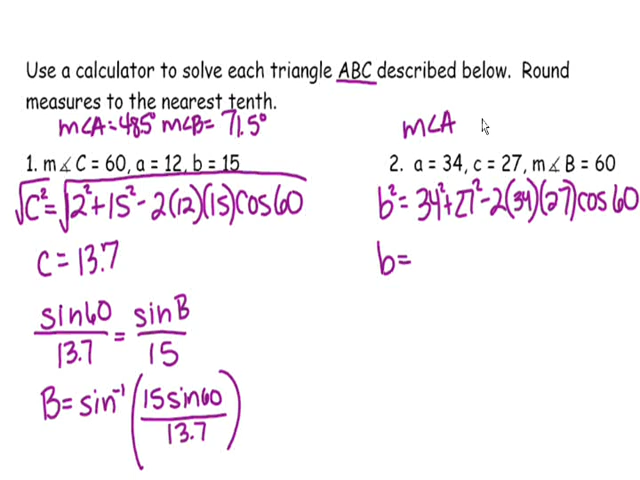 Use a calculator to solve each triangle ABC described below. Round
measures to the nearest tenth.
m∠A=48.5° m∠B= 71.5°
m∠A
1. m∡C = 60, a = 12, b = 15
2. a = 34, c = 27, m∡B = 60
√C² = √2²+15²-2(12)(15)cos60
b² = 34²+27²-2(34)(27)cos60
C = 13.7
b=
sin60/13.7 = sinB/15
B= sin⁻¹(15sin60/13.7)